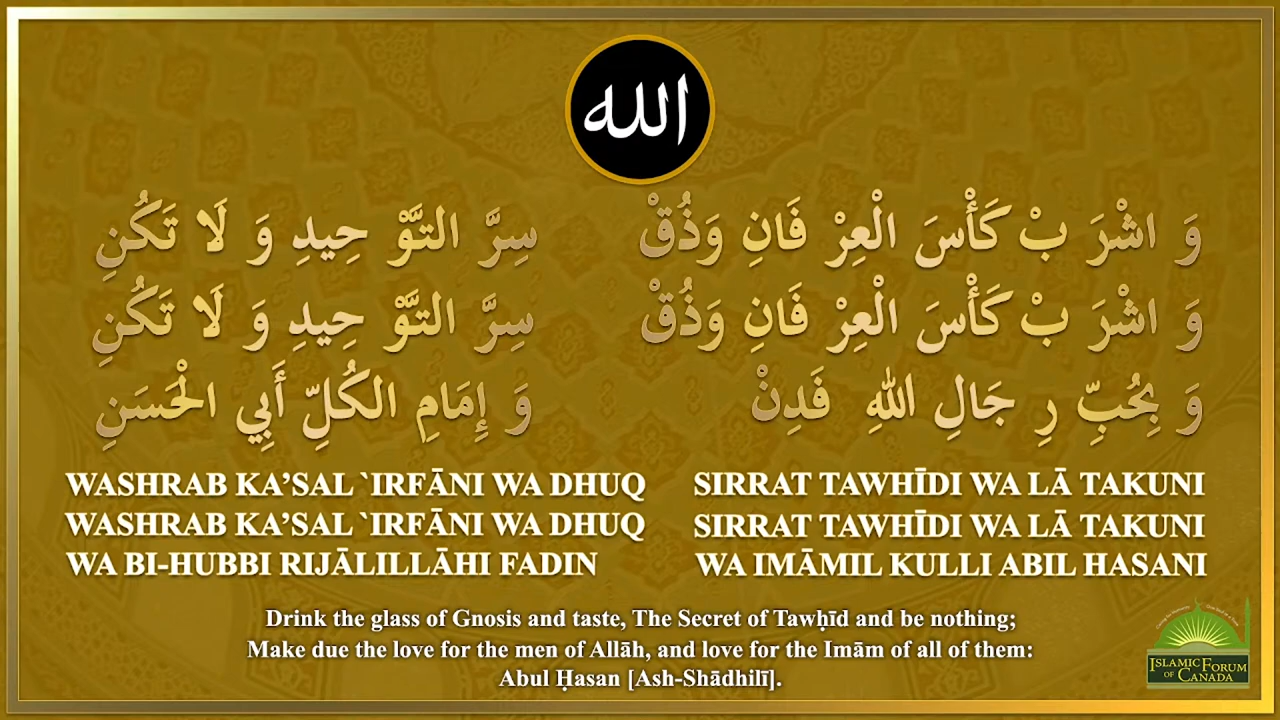 الله
وَ اشْرَ بْ كَأْسَ الْعِرْ فَانِ وَذُقْ سِرَّ التَّوْ حِيدِ وَ لَا تَكُنِ
وَ اشْرَ بْ كَأْسَ الْعِرْ فَانِ وَذُقْ سِرَّ التَّوْ حِيدِ وَ لَا تَكُنِ
وَ بِحُبِّ رِ جَالِ اللهِ فَدِنْ وَ إِمَامِ الكُلِّ أَبِي الْحَسَنِ
WASHRAB KA’SAL `IRFĀNI WA DHUQ SIRRAT TAWHĪDI WA LĀ TAKUNI
WASHRAB KA’SAL `IRFĀNI WA DHUQ SIRRAT TAWHĪDI WA LĀ TAKUNI
WA BI-HUBBI RIJĀLILLĀHI FADIN WA IMĀMIL KULLI ABIL HASANI
Drink the glass of Gnosis and taste, The Secret of Tawḥīd and be nothing;
Make due the love for the men of Allāh, and love for the Imām of all of them:
Abul Ḥasan [Ash-Shādhilī].
ISLAMIC FORUM
OF CANADA